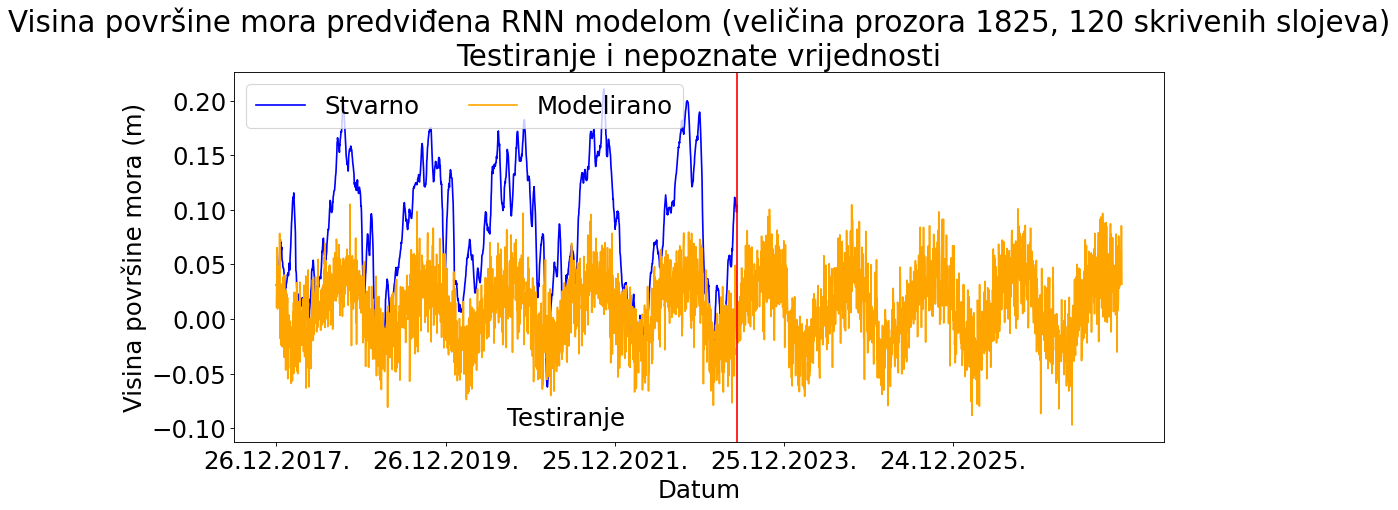 Visina površine mora predviđena RNN modelom (veličina prozora 1825, 120 skrivenih slojeva)
Testiranje i nepoznate vrijednosti
Stvarno Modelirano
Visina površine mora (m)
0.20
0.15
0.10
0.05
0.00
−0.05
−0.10
Testiranje
26.12.2017. 26.12.2019. 25.12.2021. 25.12.2023. 24.12.2025.
Datum